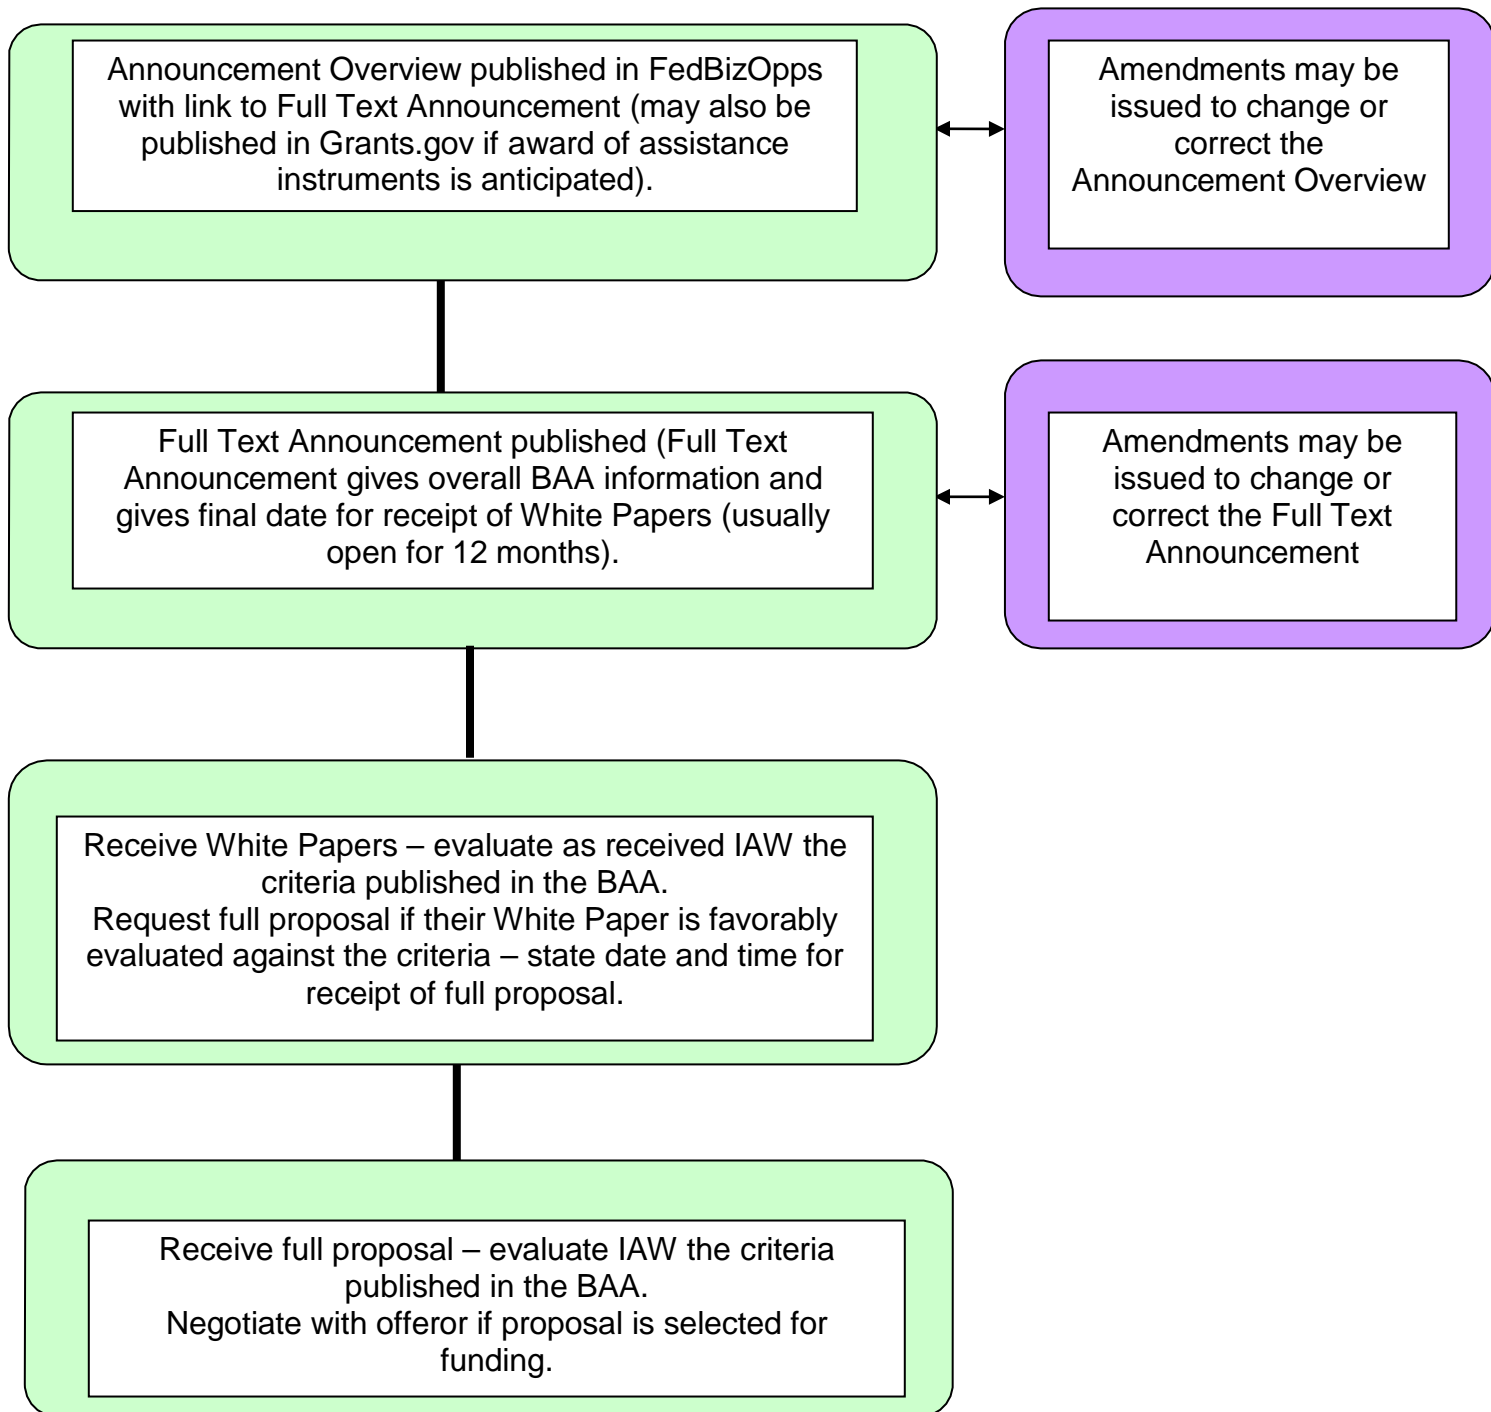 Announcement Overview published in FedBizOpps
with link to Full Text Announcement (may also be
published in Grants.gov if award of assistance
instruments is anticipated).
Amendments may be
issued to change or
correct the
Announcement Overview
Full Text Announcement published (Full Text
Announcement gives overall BAA information and
gives final date for receipt of White Papers (usually
open for 12 months).
Amendments may be
issued to change or
correct the Full Text
Announcement
Receive White Papers – evaluate as received IAW the
criteria published in the BAA.
Request full proposal if their White Paper is favorably
evaluated against the criteria – state date and time for
receipt of full proposal.
Receive full proposal – evaluate IAW the criteria
published in the BAA.
Negotiate with offeror if proposal is selected for
funding.